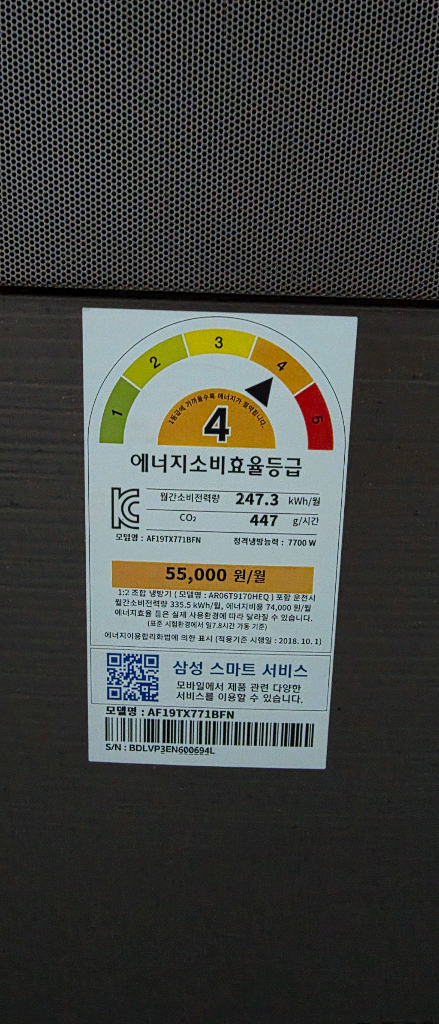 1 2 3 4 5
1등급에 가까울수록 에너지가 절약됩니다.
4
에너지소비효율등급
월간소비전력량 247.3 kWh/월
CO₂ 447 g/시간
모델명 : AF19TX771BFN 정격냉방능력 : 7700 W
55,000 원/월
1:2 조합 냉방기 ( 모델명 : AR06T9170HEQ ) 포함 운전시
월간소비전력량 335.5 kWh/월, 에너지비용 74,000 원/월
에너지효율 등은 실제 사용환경에 따라 달라질 수 있습니다.
(표준 시험환경에서 일7.8시간 가동 기준)
에너지이용합리화법에 의한 표시 (적용기준 시행일 : 2018. 10. 1)
삼성 스마트 서비스
모바일에서 제품 관련 다양한
서비스를 이용할 수 있습니다.
모델명 : AF19TX771BFN
S/N : BDLVP3EN600694L